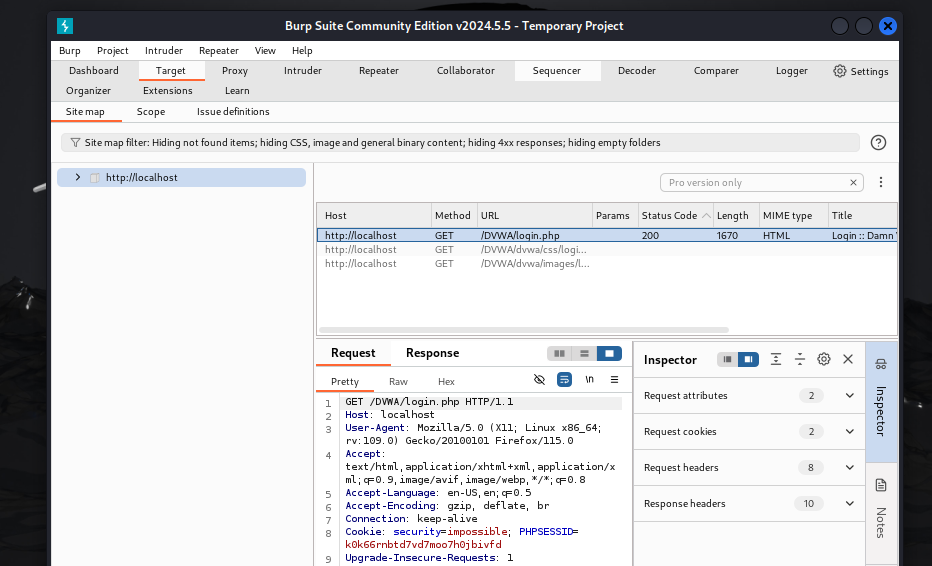 Burp Suite Community Edition v2024.5.5 - Temporary Project
Burp Project Intruder Repeater View Help
Dashboard Target Proxy Intruder Repeater Collaborator Sequencer Decoder Comparer Logger Settings
Organizer Extensions Learn
Site map Scope Issue definitions
Site map filter: Hiding not found items; hiding CSS, image and general binary content; hiding 4xx responses; hiding empty folders
http://localhost
Pro version only
Host Method URL Params Status Code Length MIME type Title
http://localhost GET /DVWA/login.php 200 1670 HTML Login :: Damn
http://localhost GET /DVWA/dvwa/css/logi...
http://localhost GET /DVWA/dvwa/images/l...
Request Response
Pretty Raw Hex \n
1 GET /DVWA/login.php HTTP/1.1
2 Host: localhost
3 User-Agent: Mozilla/5.0 (X11; Linux x86_64;
rv:109.0) Gecko/20100101 Firefox/115.0
4 Accept:
text/html,application/xhtml+xml,application/x
ml;q=0.9,image/avif,image/webp,*/*;q=0.8
5 Accept-Language: en-US,en;q=0.5
6 Accept-Encoding: gzip, deflate, br
7 Connection: keep-alive
8 Cookie: security=impossible; PHPSESSID=
k0k66rnbtd7vd7moo7h0jbivfd
9 Upgrade-Insecure-Requests: 1
Inspector
Request attributes 2
Request cookies 2
Request headers 8
Response headers 10
Inspector
Notes